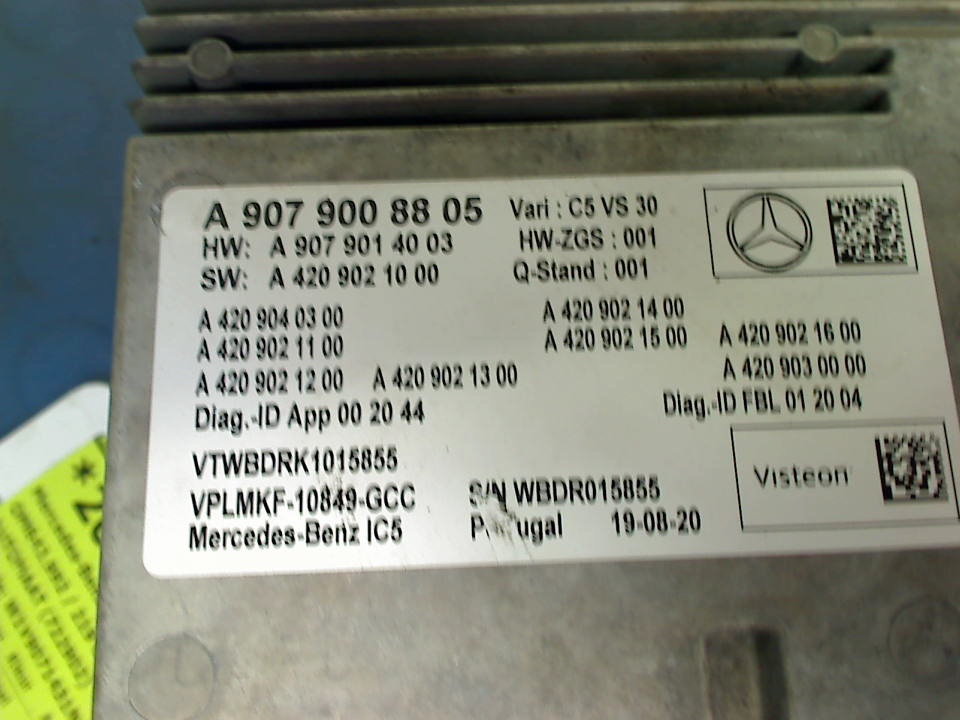 A 907 900 88 05 Vari : C5 VS 30
HW: A 907 901 40 03 HW-ZGS : 001
SW: A 420 902 10 00 Q-Stand : 001
A 420 904 03 00 A 420 902 14 00
A 420 902 11 00 A 420 902 15 00 A 420 902 16 00
A 420 902 12 00 A 420 902 13 00 A 420 903 00 00
Diag.-ID App 00 20 44 Diag.-ID FBL 01 20 04
VTWBDRK1015855
VPLMKF-10849-GCC S/N WBDR015855
Mercedes-Benz IC5 Portugal 19-08-20
Visteon